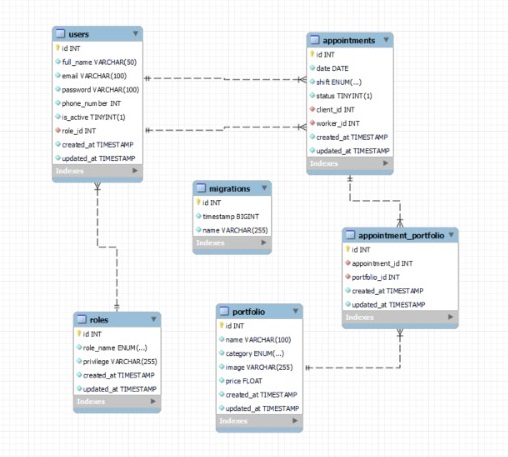 users
id INT
full_name VARCHAR(50)
email VARCHAR(100)
password VARCHAR(100)
phone_number INT
is_active TINYINT(1)
role_id INT
created_at TIMESTAMP
updated_at TIMESTAMP
Indexes
appointments
id INT
date DATE
shift ENUM(...)
status TINYINT(1)
client_id INT
worker_id INT
created_at TIMESTAMP
updated_at TIMESTAMP
Indexes
migrations
id INT
timestamp BIGINT
name VARCHAR(255)
Indexes
appointment_portfolio
id INT
appointment_id INT
portfolio_id INT
created_at TIMESTAMP
updated_at TIMESTAMP
Indexes
roles
id INT
role_name ENUM(...)
privilege VARCHAR(255)
created_at TIMESTAMP
updated_at TIMESTAMP
Indexes
portfolio
id INT
name VARCHAR(100)
category ENUM(...)
image VARCHAR(255)
price FLOAT
created_at TIMESTAMP
updated_at TIMESTAMP
Indexes